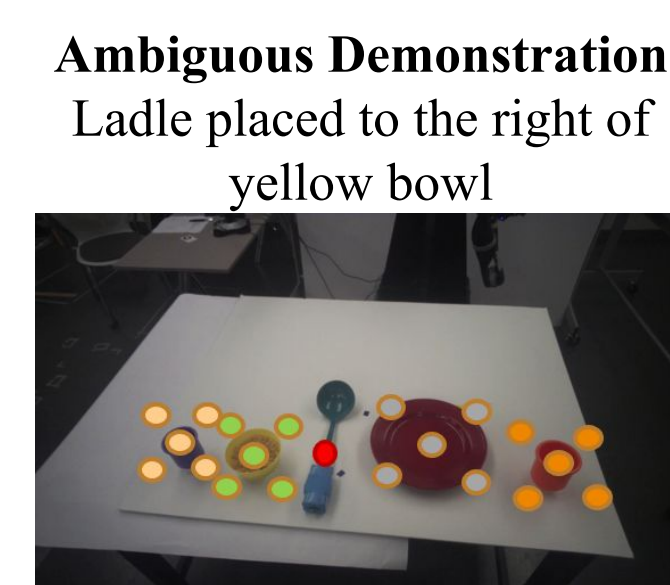 Ambiguous Demonstration
Ladle placed to the right of
yellow bowl